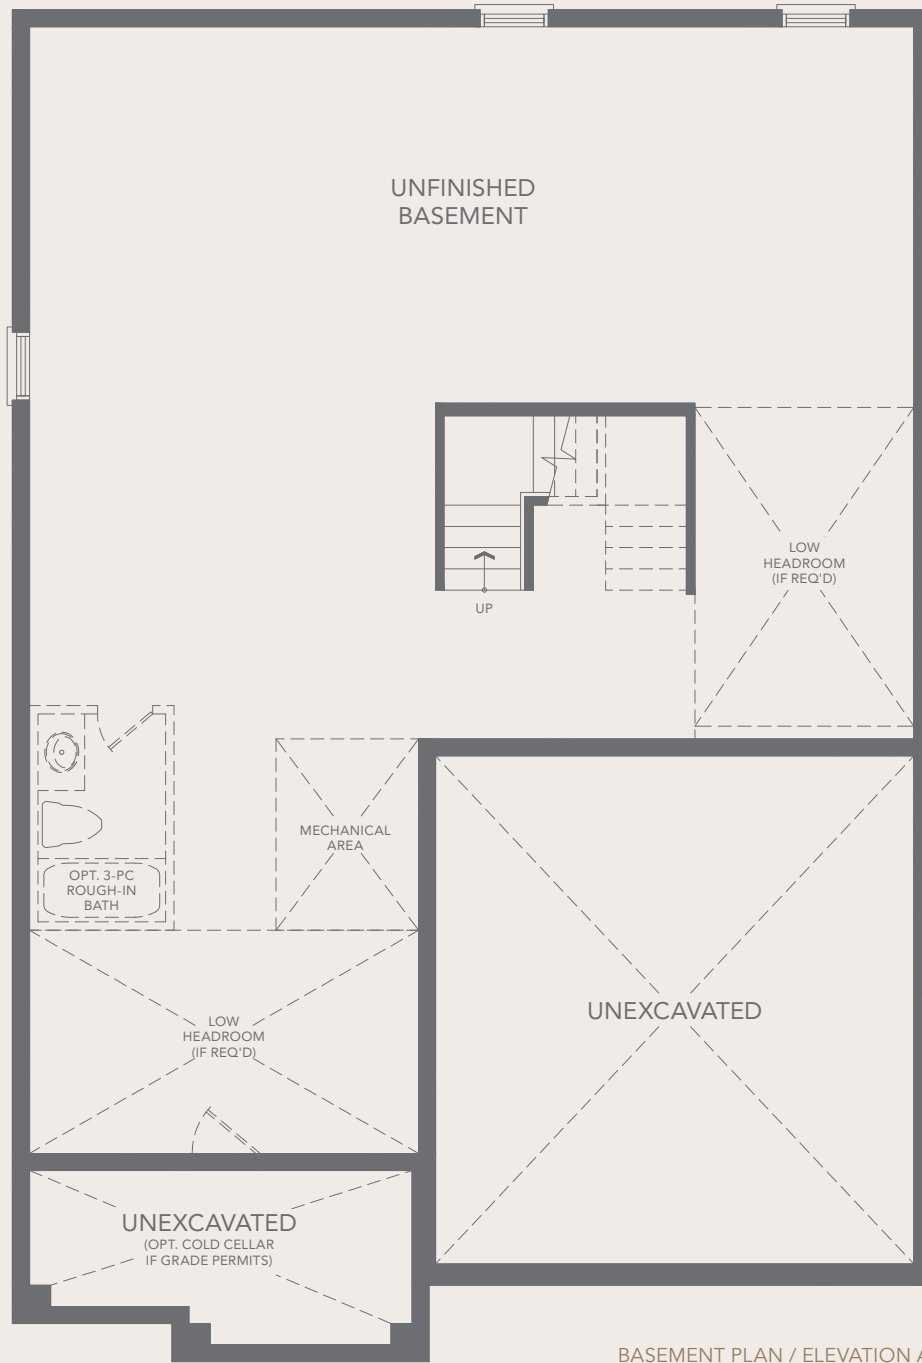 UNFINISHED
BASEMENT
LOW
HEADROOM
(IF REQ'D)
UP
MECHANICAL
AREA
OPT. 3-PC
ROUGH-IN
BATH
UNEXCAVATED
LOW
HEADROOM
(IF REQ'D)
UNEXCAVATED
(OPT. COLD CELLAR
IF GRADE PERMITS)
BASEMENT PLAN / ELEVATION A